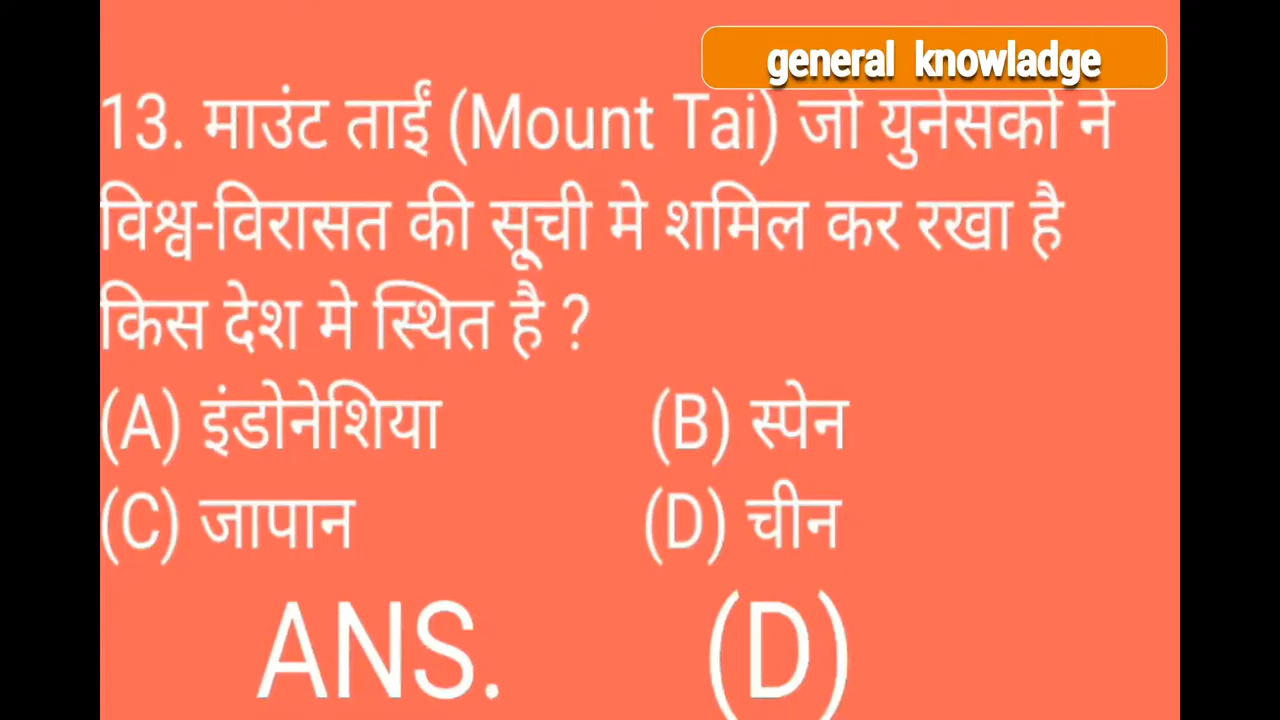 general knowladge
13. माउंट ताईं (Mount Tai) जो युनेसको ने
विश्व-विरासत की सूची मे शमिल कर रखा है
किस देश मे स्थित है ?
(A) इंडोनेशिया (B) स्पेन
(C) जापान (D) चीन
ANS. (D)